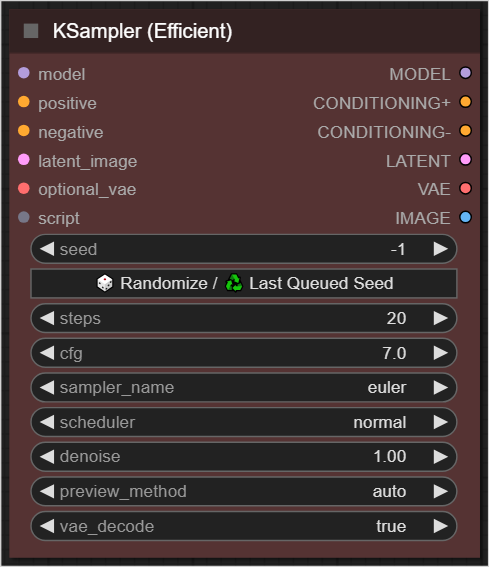 KSampler (Efficient)
model MODEL
positive CONDITIONING+
negative CONDITIONING-
latent_image LATENT
optional_vae VAE
script IMAGE
seed -1
Randomize / Last Queued Seed
steps 20
cfg 7.0
sampler_name euler
scheduler normal
denoise 1.00
preview_method auto
vae_decode true